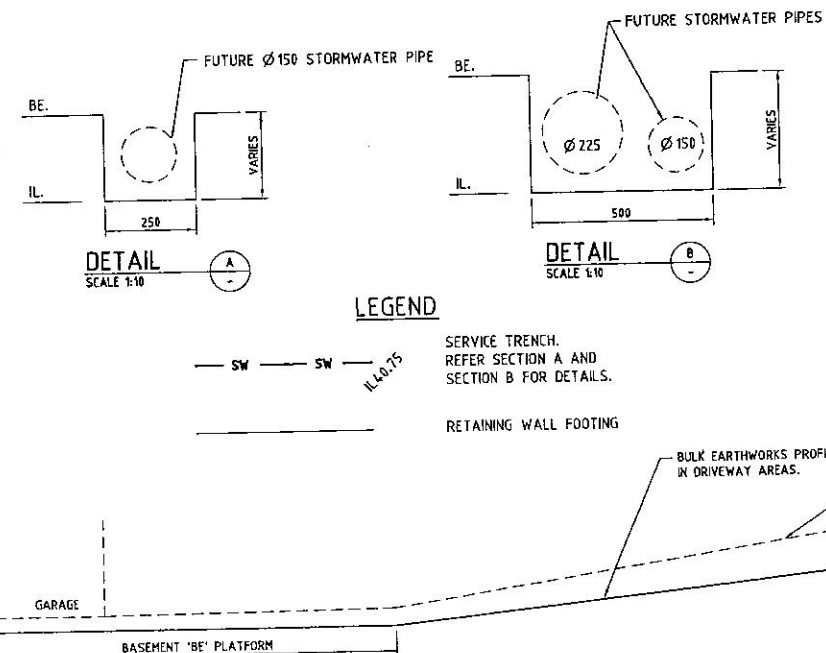 FUTURE Ø150 STORMWATER PIPE
BE.
IL.
VARIES
250
DETAIL
SCALE 1:10
A
-
FUTURE STORMWATER PIPES
BE.
IL.
Ø225
Ø150
VARIES
500
DETAIL
SCALE 1:10
B
-
LEGEND
SW SW IL40.75
SERVICE TRENCH.
REFER SECTION A AND
SECTION B FOR DETAILS.
RETAINING WALL FOOTING
BULK EARTHWORKS PROFI
IN DRIVEWAY AREAS.
GARAGE
BASEMENT 'BE' PLATFORM